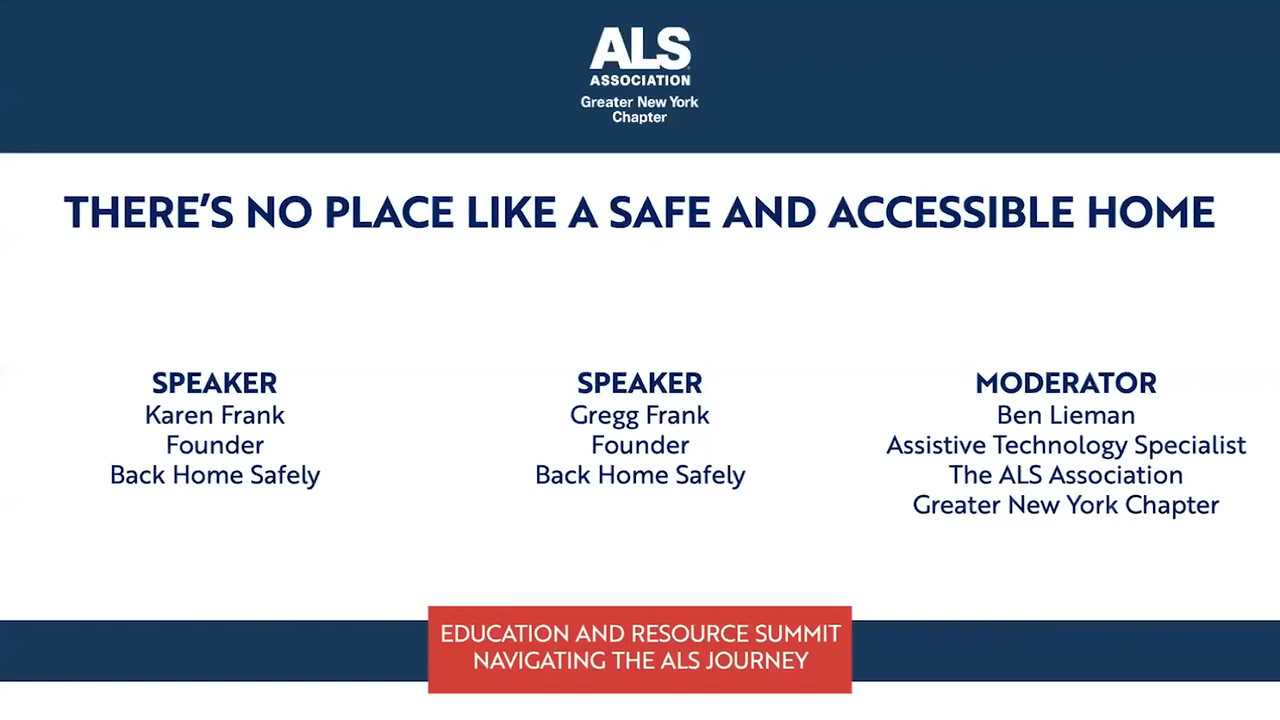 ALS
ASSOCIATION
Greater New York
Chapter
THERE'S NO PLACE LIKE A SAFE AND ACCESSIBLE HOME
SPEAKER
Karen Frank
Founder
Back Home Safely
SPEAKER
Gregg Frank
Founder
Back Home Safely
MODERATOR
Ben Lieman
Assistive Technology Specialist
The ALS Association
Greater New York Chapter
EDUCATION AND RESOURCE SUMMIT
NAVIGATING THE ALS JOURNEY